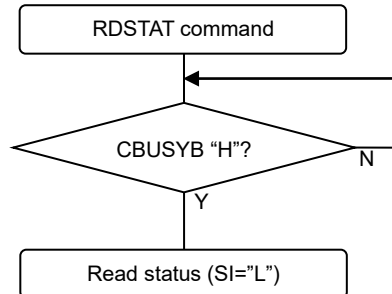 RDSTAT command
CBUSYB “H”?
N
Y
Read status (SI=”L”)